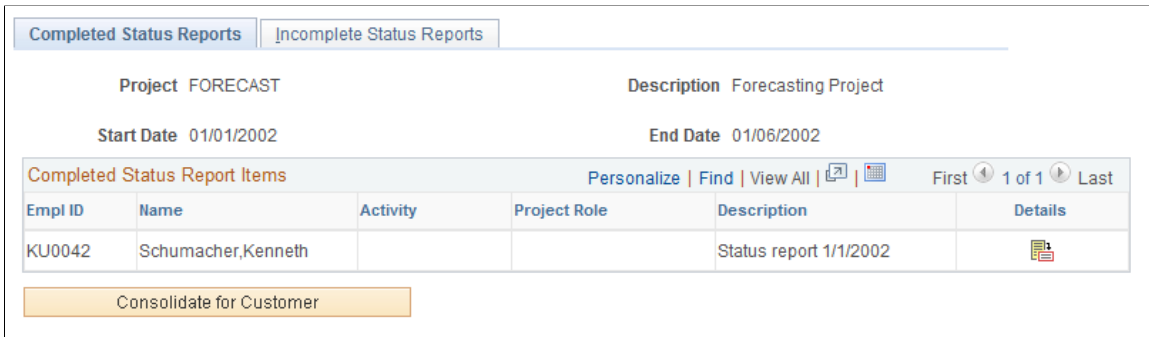 Completed Status Reports Incomplete Status Reports
Project FORECAST Description Forecasting Project
Start Date 01/01/2002 End Date 01/06/2002
Completed Status Report Items Personalize | Find | View All | | First 1 of 1 Last
Empl ID Name Activity Project Role Description Details
KU0042 Schumacher,Kenneth Status report 1/1/2002
Consolidate for Customer